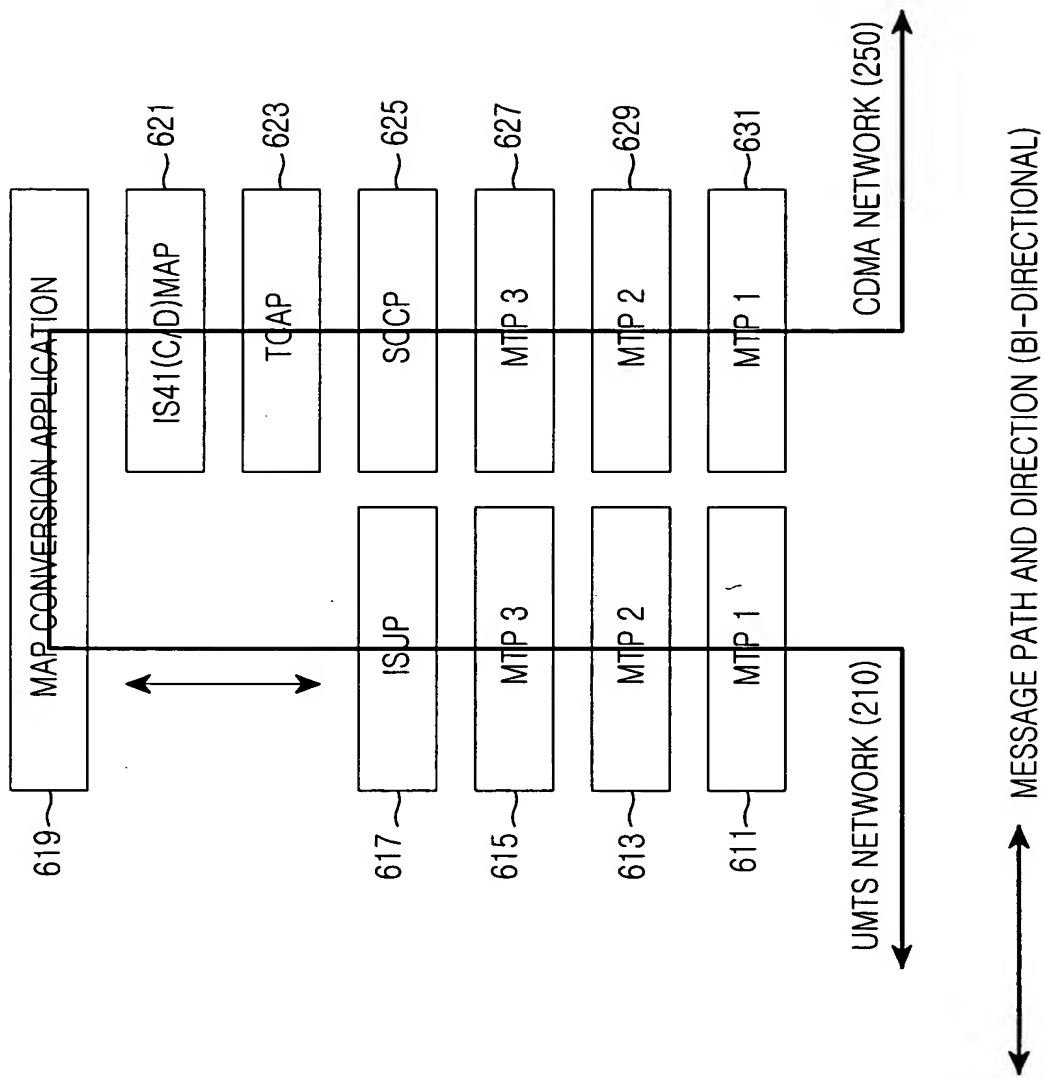 MAP CONVERSION APPLICATION
619
IS41(C/D)MAP
621
TCAP
623
617
ISUP
SCCP
625
615
MTP 3
MTP 3
627
613
MTP 2
MTP 2
629
611
MTP 1
MTP 1
631
UMTS NETWORK (210)
CDMA NETWORK (250)
MESSAGE PATH AND DIRECTION (BI-DIRECTIONAL)